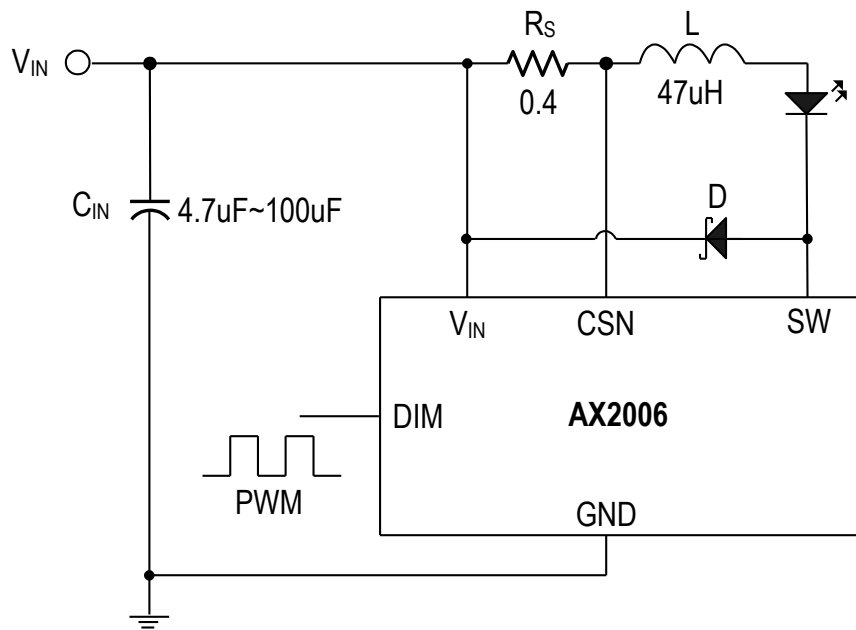 RS
L
VIN
0.4
47uH
CIN
4.7uF~100uF
D
VIN
CSN
SW
DIM
AX2006
PWM
GND